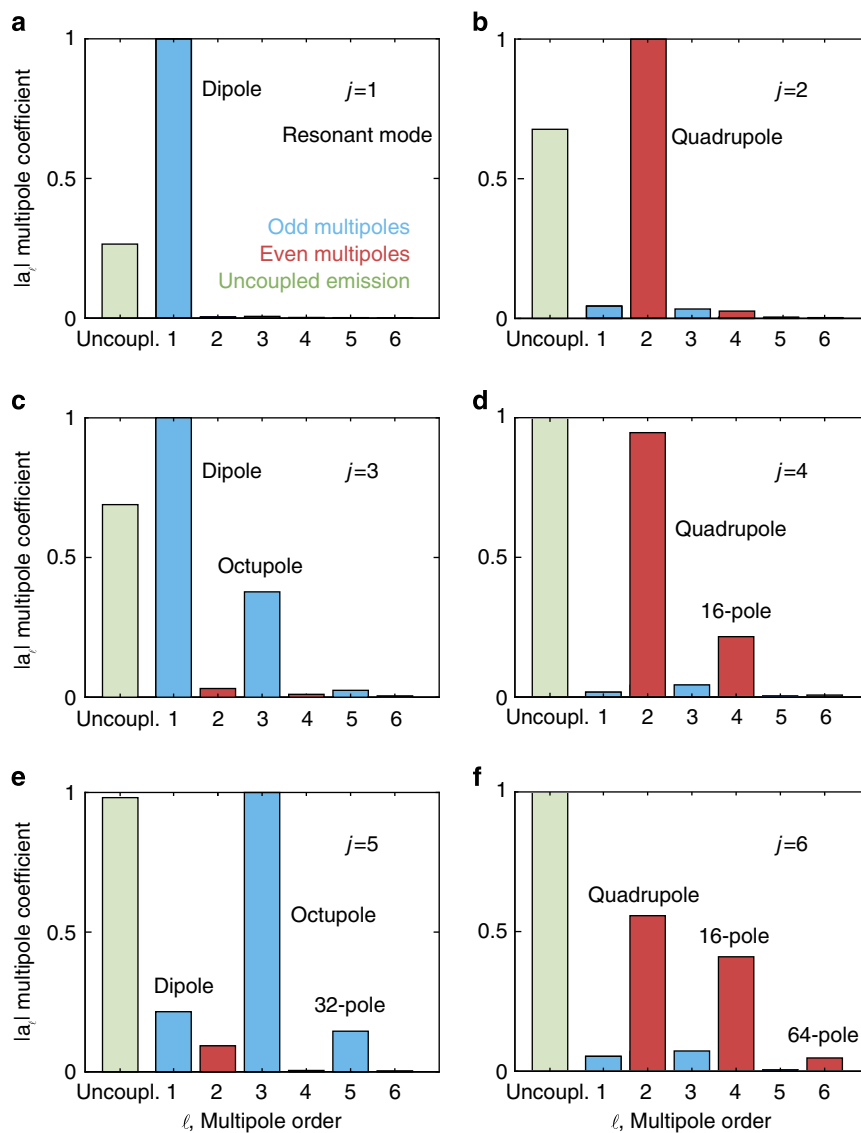 a
1
0.5
0
|aℓ| multipole coefficient
Dipole
j=1
Resonant mode
Odd multipoles
Even multipoles
Uncoupled emission
Uncoupl. 1 2 3 4 5 6
b
1
0.5
0
j=2
Quadrupole
Uncoupl. 1 2 3 4 5 6
c
1
0.5
0
|aℓ| multipole coefficient
Dipole
j=3
Octupole
Uncoupl. 1 2 3 4 5 6
d
1
0.5
0
j=4
Quadrupole
16-pole
Uncoupl. 1 2 3 4 5 6
e
1
0.5
0
|aℓ| multipole coefficient
j=5
Octupole
Dipole
32-pole
Uncoupl. 1 2 3 4 5 6
ℓ, Multipole order
f
1
0.5
0
j=6
Quadrupole
16-pole
64-pole
Uncoupl. 1 2 3 4 5 6
ℓ, Multipole order